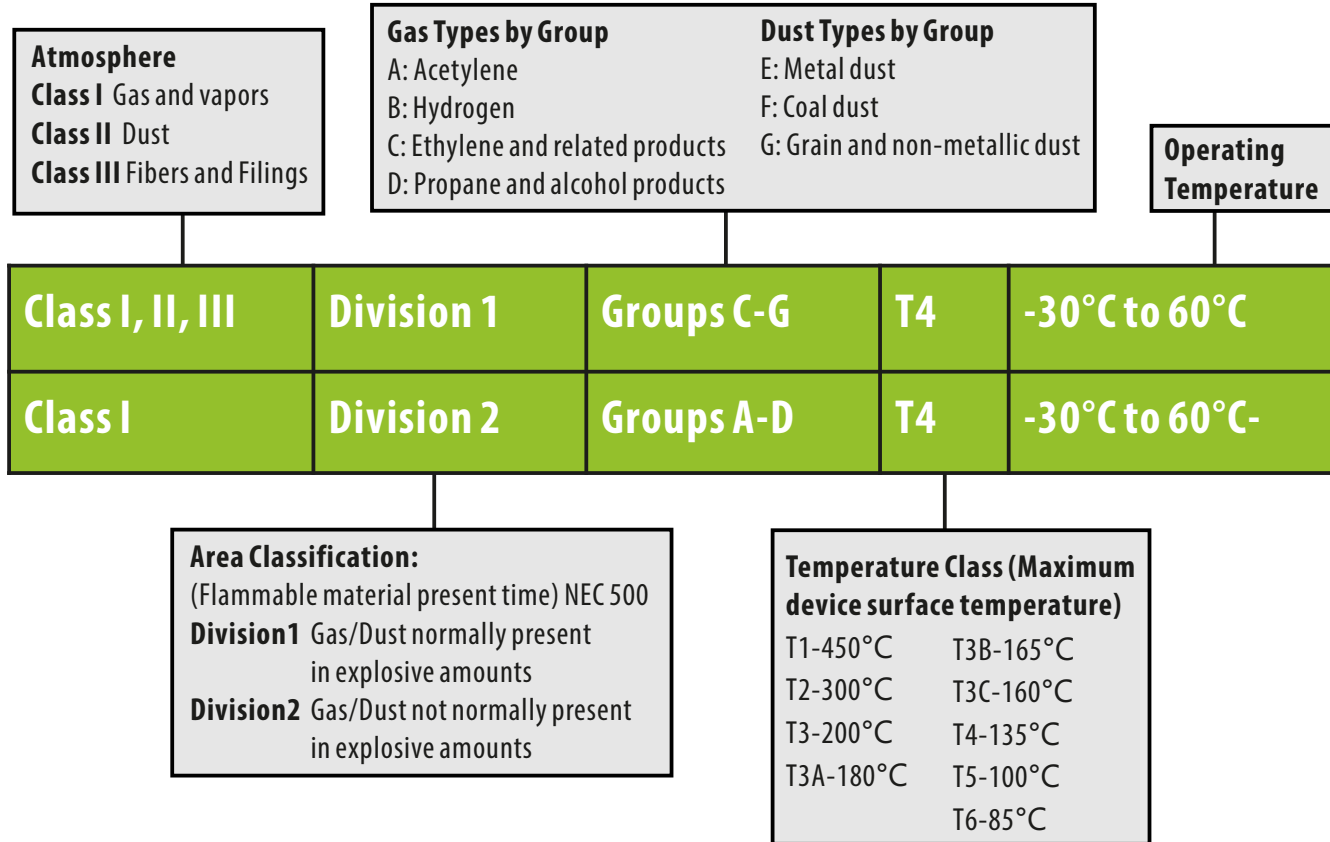 Atmosphere
Class I Gas and vapors
Class II Dust
Class III Fibers and Filings
Gas Types by Group
A: Acetylene
B: Hydrogen
C: Ethylene and related products
D: Propane and alcohol products
Dust Types by Group
E: Metal dust
F: Coal dust
G: Grain and non-metallic dust
Operating
Temperature
Class I, II, III Division 1 Groups C-G T4 -30°C to 60°C
Class I Division 2 Groups A-D T4 -30°C to 60°C-
Area Classification:
(Flammable material present time) NEC 500
Division1 Gas/Dust normally present
in explosive amounts
Division2 Gas/Dust not normally present
in explosive amounts
Temperature Class (Maximum
device surface temperature)
T1-450°C
T2-300°C
T3-200°C
T3A-180°C
T3B-165°C
T3C-160°C
T4-135°C
T5-100°C
T6-85°C